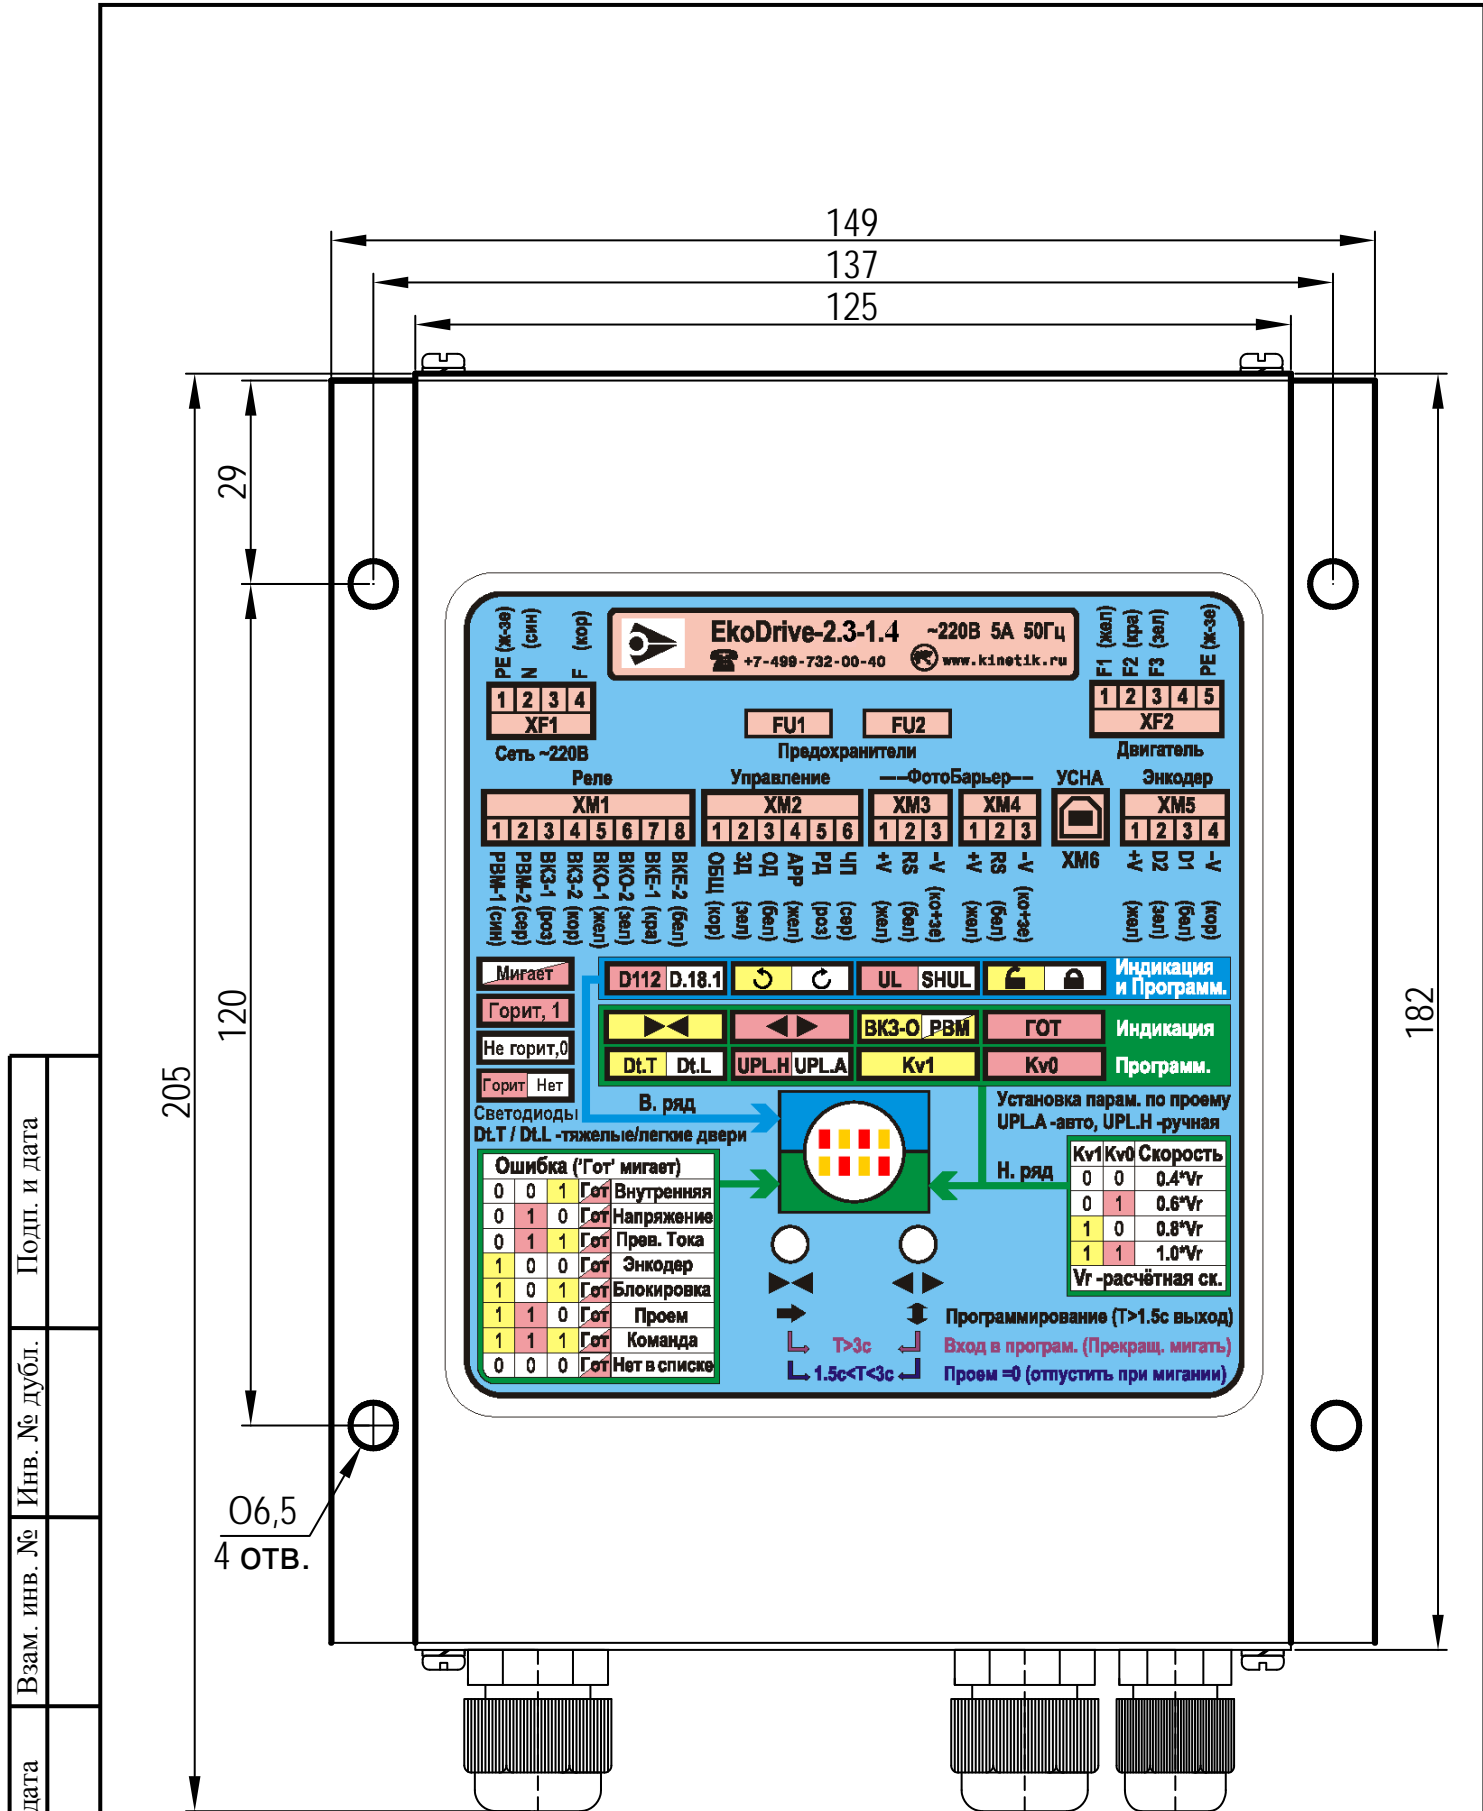 149
137
125
29
120
205
182
O6,5
4 отв.
Подп. и дата
Инв. № дубл.
Взам. инв. №
дата
EkoDrive-2.3-1.4 ~220В 5А 50Гц
+7-499-732-00-40 www.kinetik.ru
PE (ж-зе)
N (син)
F (кор)
1 2 3 4
XF1
Сеть ~220В
F1 (жел)
F2 (кра)
F3 (зел)
PE (ж-зе)
1 2 3 4 5
XF2
Двигатель
FU1 FU2
Предохранители
Реле Управление ----ФотоБарьер---- УСНА Энкодер
XM1 XM2 XM3 XM4 XM5
1 2 3 4 5 6 7 8 1 2 3 4 5 6 1 2 3 1 2 3 1 2 3 4
XM6
РВМ-1 (син)
РВМ-2 (сер)
ВКЗ-1 (роз)
ВКЗ-2 (кор)
ВКО-1 (жел)
ВКО-2 (зел)
ВКЕ-1 (кра)
ВКЕ-2 (бел)
ОБЩ (кор)
ЗД (зел)
ОД (бел)
АРР (жел)
РД (роз)
ЧП (сер)
+V (жел)
RS (бел)
-V (ко+зе)
+V (жел)
RS (бел)
-V (ко+зе)
+V (жел)
D2 (зел)
D1 (бел)
-V (кор)
Мигает
Горит, 1
Не горит,0
Горит Нет
Светодиоды
D112 D.18.1 UL SHUL Индикация
и Программ.
ВКЗ-О РВМ ГОТ Индикация
Dt.T Dt.L UPL.H UPL.A Kv1 Kv0 Программ.
В. ряд
Dt.T / Dt.L -тяжелые/легкие двери
Установка парам. по проему
UPL.A -авто, UPL.H -ручная
Н. ряд
Ошибка ('Гот' мигает)
0 0 1 Гот Внутренняя
0 1 0 Гот Напряжение
0 1 1 Гот Прев. Тока
1 0 0 Гот Энкодер
1 0 1 Гот Блокировка
1 1 0 Гот Проем
1 1 1 Гот Команда
0 0 0 Гот Нет в списке
Kv1 Kv0 Скорость
0 0 0.4*Vr
0 1 0.6*Vr
1 0 0.8*Vr
1 1 1.0*Vr
Vr -расчётная ск.
Программирование (T>1.5с выход)
T>3с Вход в програм. (Прекращ. мигать)
1.5с<T<3с Проем =0 (отпустить при мигании)